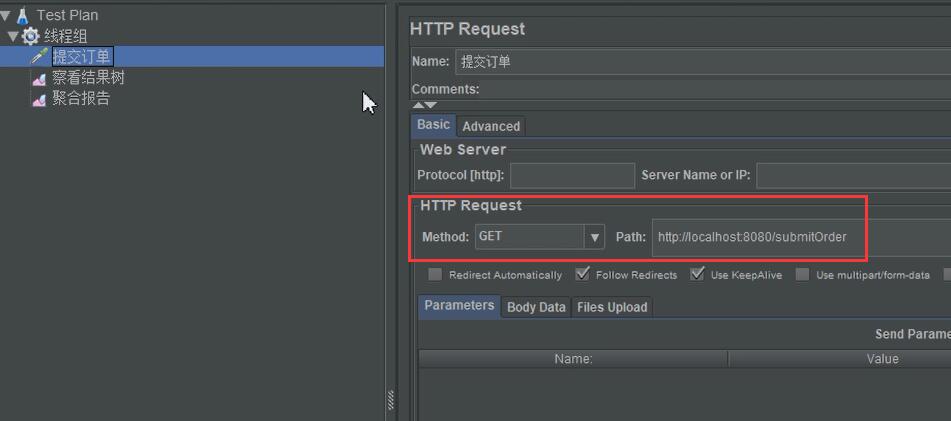 Test Plan
线程组
提交订单
察看结果树
聚合报告
HTTP Request
Name: 提交订单
Comments:
Basic Advanced
Web Server
Protocol [http]: Server Name or IP:
HTTP Request
Method: GET Path: http://localhost:8080/submitOrder
Redirect Automatically Follow Redirects Use KeepAlive Use multipart/form-data
Parameters Body Data Files Upload
Send Parame
Name: Value